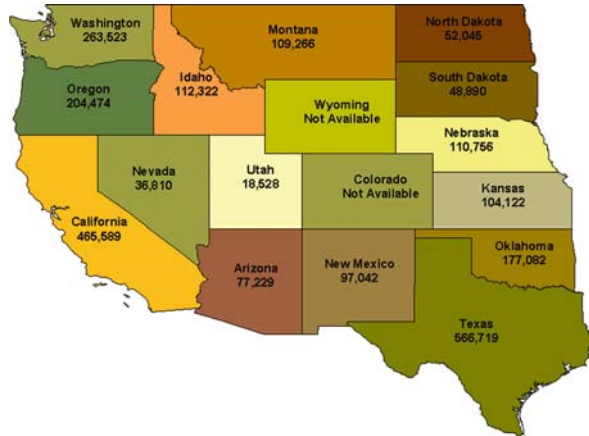 Washington
263,523
Montana
109,266
North Dakota
52,045
Idaho
112,322
Oregon
204,474
South Dakota
48,890
Wyoming
Not Available
Nebraska
110,756
Nevada
36,810
Utah
18,528
Colorado
Not Available
Kansas
104,122
California
465,589
Arizona
77,229
New Mexico
97,042
Oklahoma
177,082
Texas
566,719